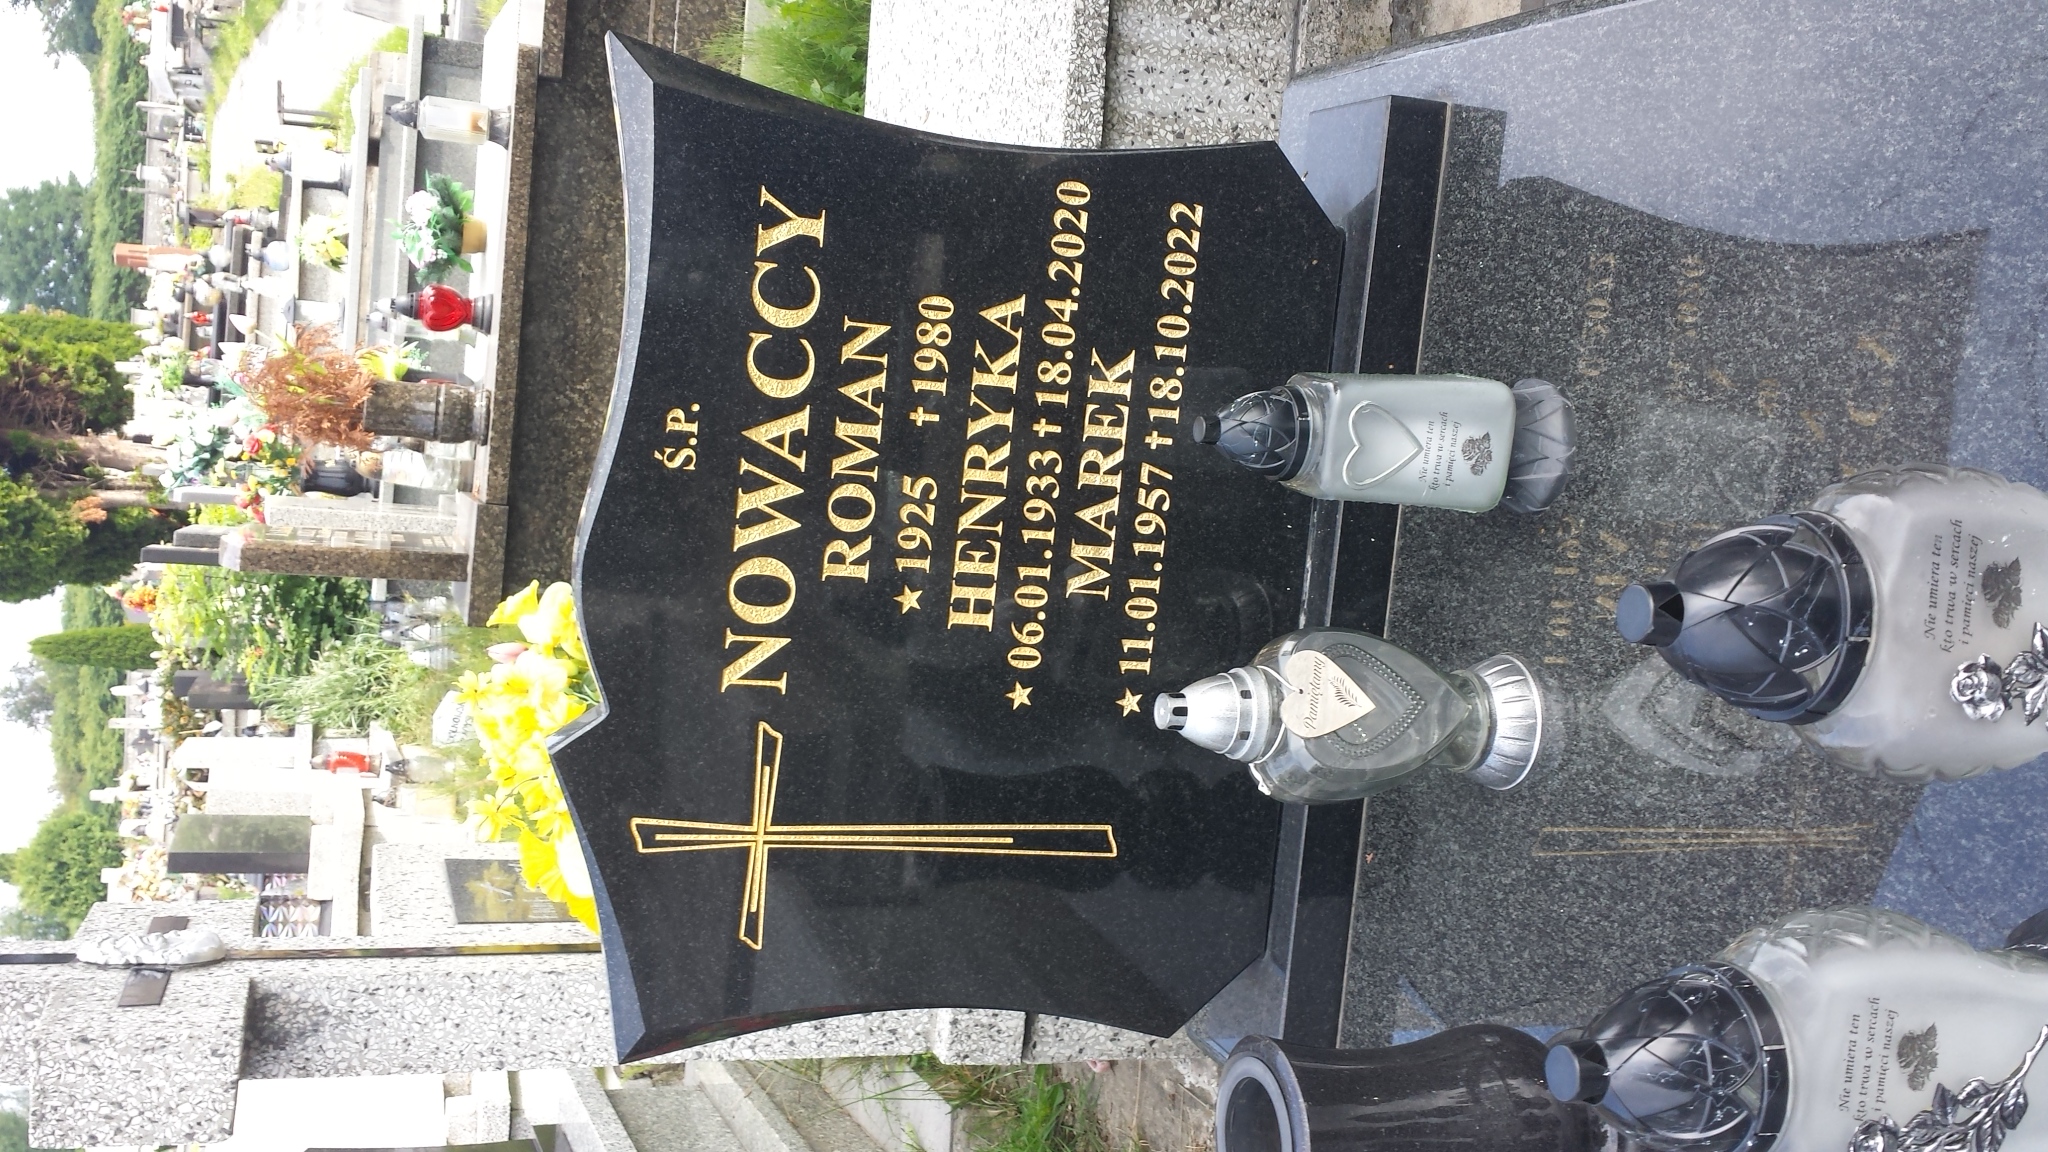 Ś.P.
NOWACCY
ROMAN
★1925 ✝1980
HENRYKA
★06.01.1933✝18.04.2020
MAREK
★11.01.1957✝18.10.2022
Pamiętamy
Nie umiera ten
kto trwa w sercach
i pamięci naszej
Nie umiera ten
kto trwa w sercach
i pamięci naszej
Nie umiera ten
kto trwa w sercach
i pamięci naszej